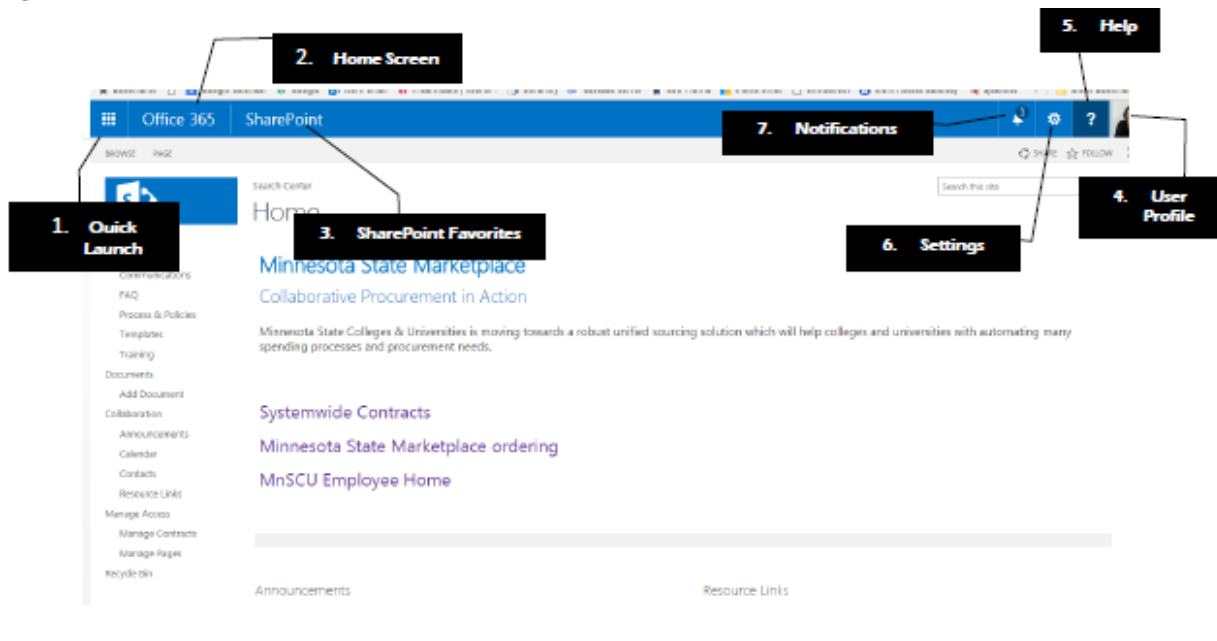 5. Help
2. Home Screen
Office 365 SharePoint
7. Notifications
BROWSE PAGE
SHARE FOLLOW
Search Center
Search this site
4. User
Profile
Home
1. Quick
Launch
3. SharePoint Favorites
6. Settings
Minnesota State Marketplace
Communications
Collaborative Procurement in Action
FAQ
Process & Policies
Minnesota State Colleges & Universities is moving towards a robust unified sourcing solution which will help colleges and universities with automating many
Templates
spending processes and procurement needs.
Training
Documents
Add Document
Collaboration
Systemwide Contracts
Announcements
Minnesota State Marketplace ordering
Calendar
Contacts
MnSCU Employee Home
Resource Links
Manage Access
Manage Contracts
Manage Pages
Recycle Bin
Announcements
Resource Links